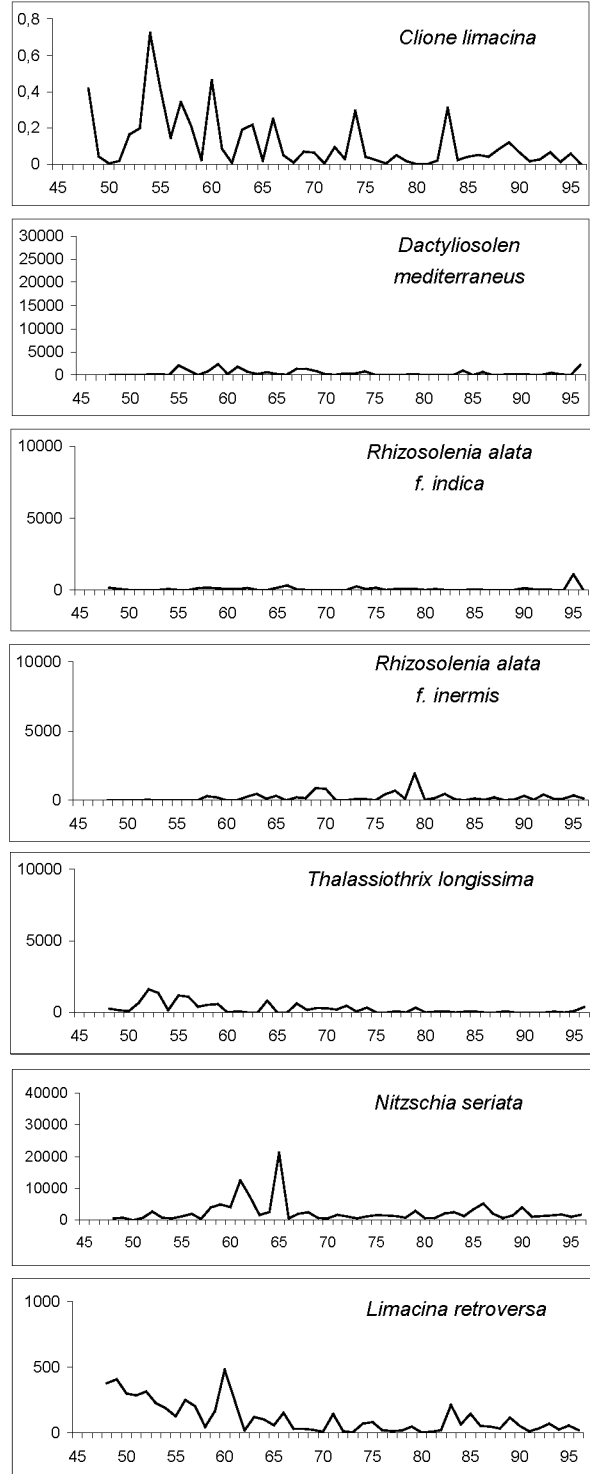 Clione limacina
0,8
0,6
0,4
0,2
0
45 50 55 60 65 70 75 80 85 90 95
Dactyliosolen
mediterraneus
30000
25000
20000
15000
10000
5000
0
45 50 55 60 65 70 75 80 85 90 95
Rhizosolenia alata
f. indica
10000
5000
0
45 50 55 60 65 70 75 80 85 90 95
Rhizosolenia alata
f. inermis
10000
5000
0
45 50 55 60 65 70 75 80 85 90 95
Thalassiothrix longissima
10000
5000
0
45 50 55 60 65 70 75 80 85 90 95
Nitzschia seriata
40000
30000
20000
10000
0
45 50 55 60 65 70 75 80 85 90 95
Limacina retroversa
1000
500
0
45 50 55 60 65 70 75 80 85 90 95